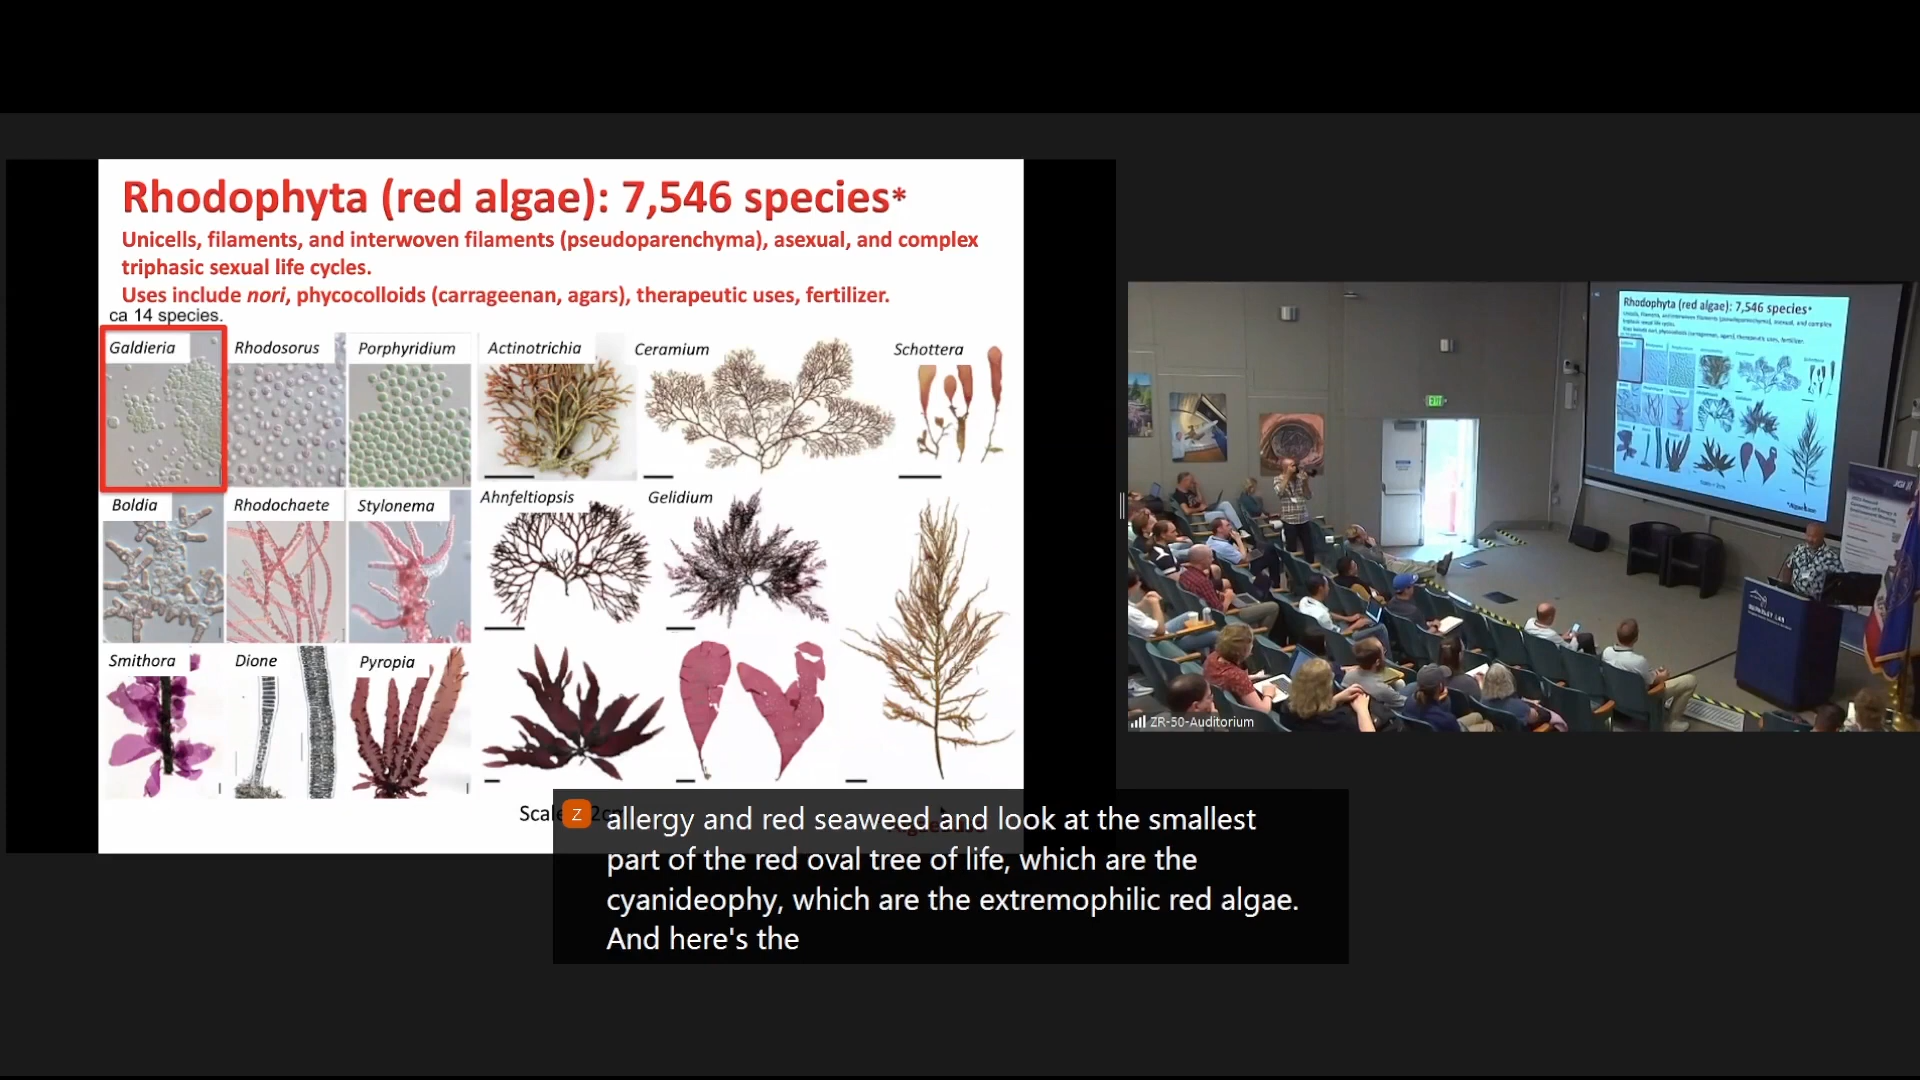 Rhodophyta (red algae): 7,546 species*
Unicells, filaments, and interwoven filaments (pseudoparenchyma), asexual, and complex
triphasic sexual life cycles.
Uses include nori, phycocolloids (carrageenan, agars), therapeutic uses, fertilizer.
ca 14 species.
Galdieria
Rhodosorus
Porphyridium
Actinotrichia
Ceramium
Schottera
Boldia
Rhodochaete
Stylonema
Ahnfeltiopsis
Gelidium
Smithora
Dione
Pyropia
Z
allergy and red seaweed and look at the smallest
part of the red oval tree of life, which are the
cyanideophy, which are the extremophilic red algae.
And here's the
Rhodophyta (red algae): 7,546 species*
EXIT
BERKELEY LAB
ZR-50-Auditorium